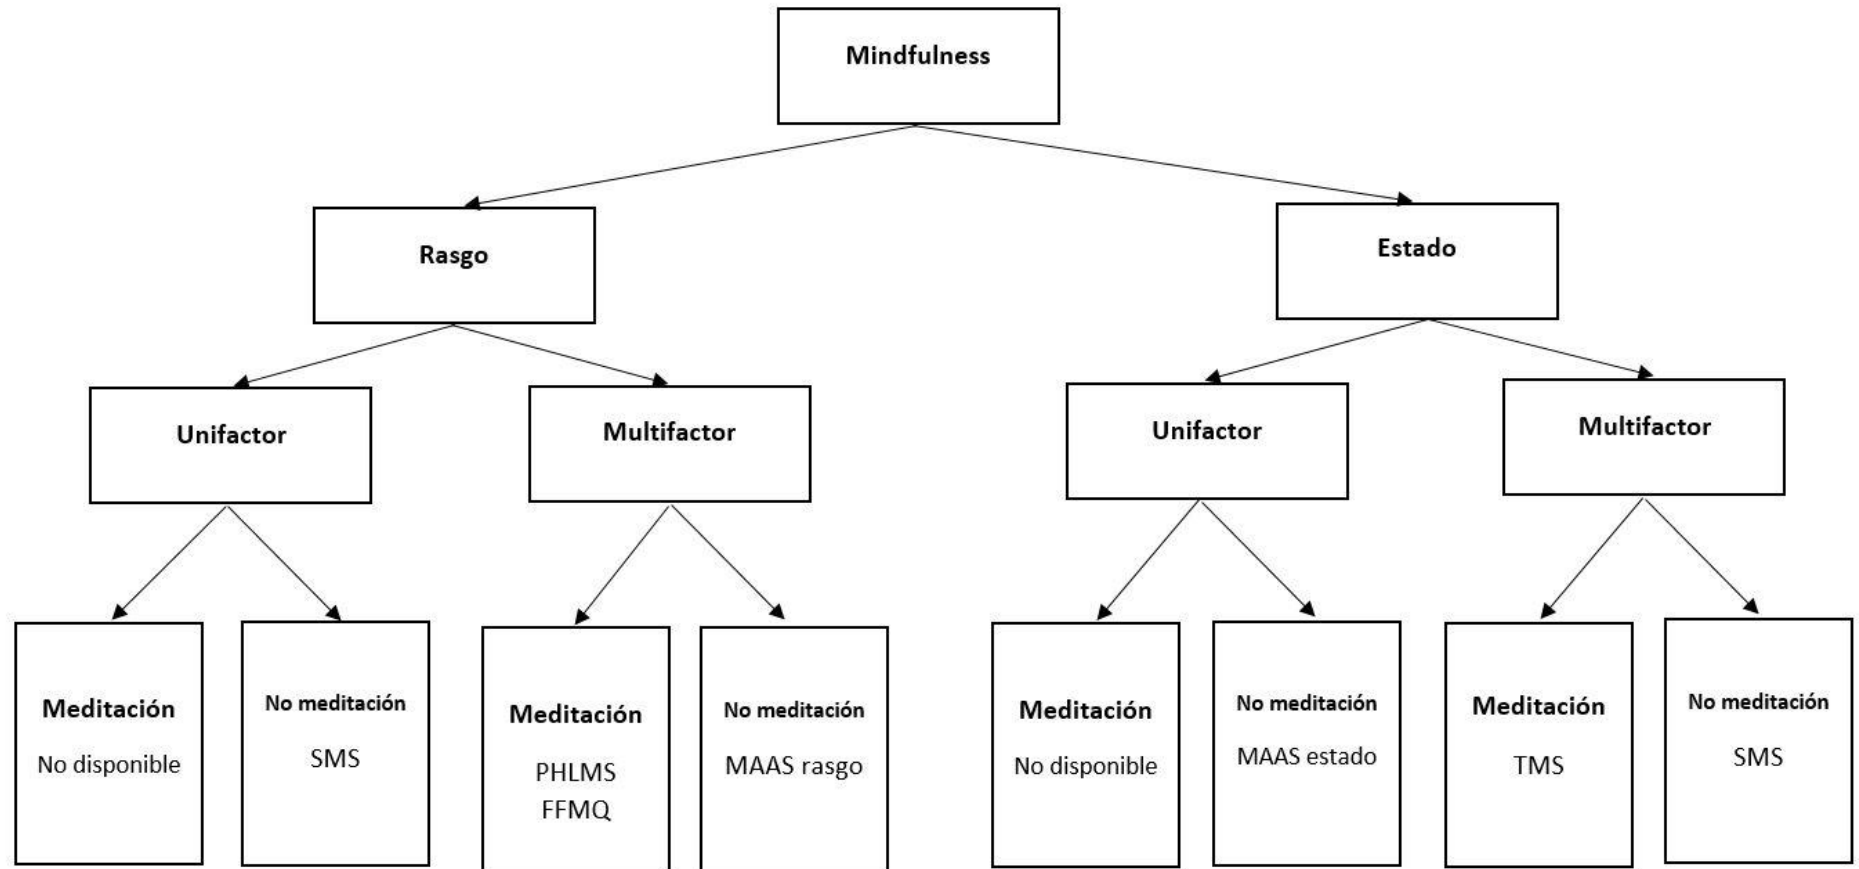 Mindfulness
Rasgo
Estado
Unifactor
Multifactor
Unifactor
Multifactor
Meditación
No disponible
No meditación
SMS
Meditación
PHLMS
FFMQ
No meditación
MAAS rasgo
Meditación
No disponible
No meditación
MAAS estado
Meditación
TMS
No meditación
SMS